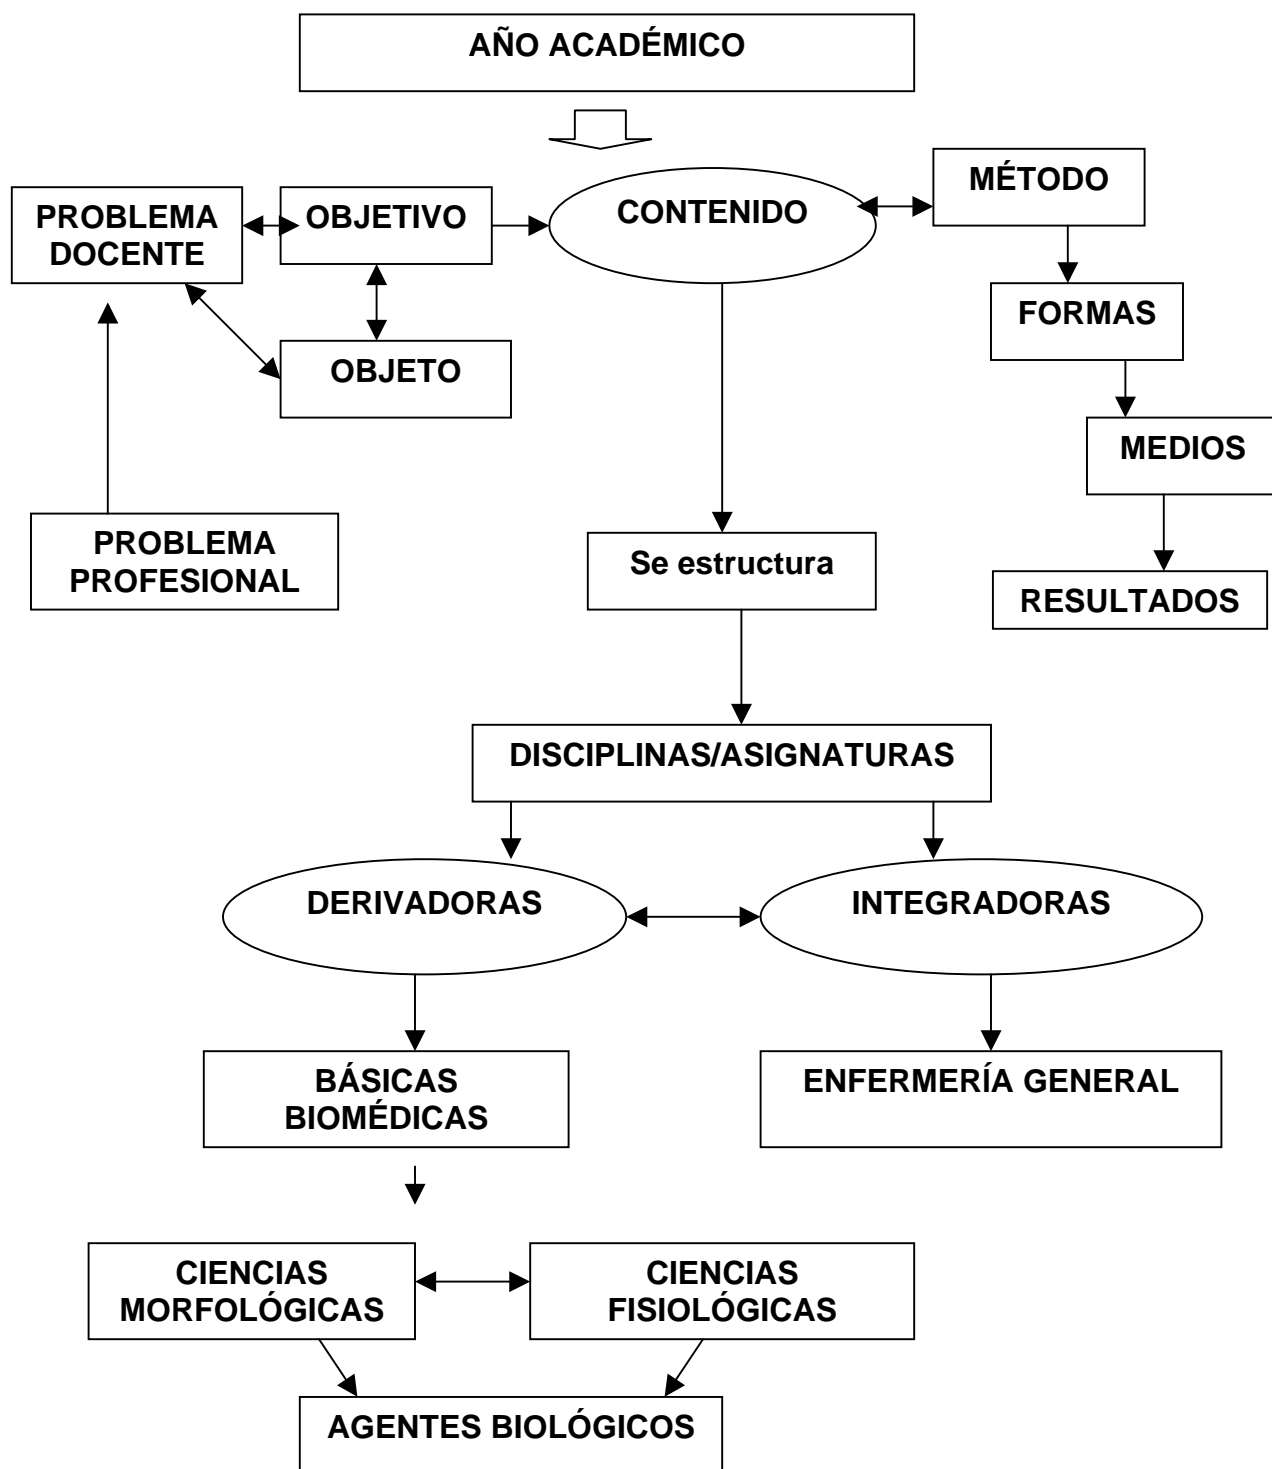 AÑO ACADÉMICO
PROBLEMA
DOCENTE
OBJETIVO
CONTENIDO
MÉTODO
FORMAS
OBJETO
MEDIOS
PROBLEMA
PROFESIONAL
Se estructura
RESULTADOS
DISCIPLINAS/ASIGNATURAS
DERIVADORAS
INTEGRADORAS
BÁSICAS
BIOMÉDICAS
ENFERMERÍA GENERAL
CIENCIAS
MORFOLÓGICAS
CIENCIAS
FISIOLÓGICAS
AGENTES BIOLÓGICOS